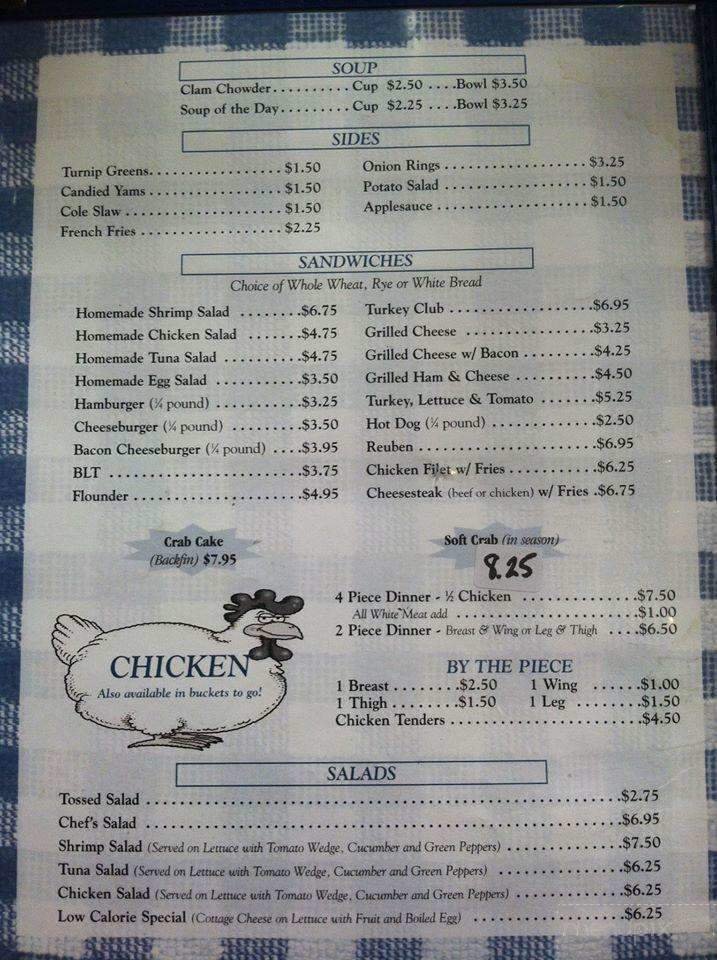 SOUP
Clam Chowder.......... Cup $2.50 ....Bowl $3.50
Soup of the Day......... Cup $2.25 ....Bowl $3.25
SIDES
Turnip Greens................. $1.50
Candied Yams ................. $1.50
Cole Slaw .................... $1.50
French Fries .................. $2.25
Onion Rings .................. $3.25
Potato Salad .................. $1.50
Applesauce ................... $1.50
SANDWICHES
Choice of Whole Wheat, Rye or White Bread
Homemade Shrimp Salad ........$6.75
Homemade Chicken Salad .......$4.75
Homemade Tuna Salad ..........$4.75
Homemade Egg Salad ...........$3.50
Hamburger (¼ pound) ..........$3.25
Cheeseburger (¼ pound) ........$3.50
Bacon Cheeseburger (¼ pound) ....$3.95
BLT .........................$3.75
Flounder .....................$4.95
Turkey Club ..................$6.95
Grilled Cheese ................$3.25
Grilled Cheese w/ Bacon .........$4.25
Grilled Ham & Cheese ..........$4.50
Turkey, Lettuce & Tomato .......$5.25
Hot Dog (¼ pound) .............$2.50
Reuben ......................$6.95
Chicken Filet w/ Fries ...........$6.25
Cheesesteak (beef or chicken) w/ Fries .$6.75
Crab Cake
(Backfin) $7.95
Soft Crab (in season)
8.25
CHICKEN
Also available in buckets to go!
4 Piece Dinner - ½ Chicken ..............$7.50
All White Meat add .....................$1.00
2 Piece Dinner - Breast & Wing or Leg & Thigh ....$6.50
BY THE PIECE
1 Breast ........$2.50 1 Wing ......$1.00
1 Thigh ........$1.50 1 Leg ........$1.50
Chicken Tenders .......................$4.50
SALADS
Tossed Salad ..................................................$2.75
Chef's Salad ..................................................$6.95
Shrimp Salad (Served on Lettuce with Tomato Wedge, Cucumber and Green Peppers) ............$7.50
Tuna Salad (Served on Lettuce with Tomato Wedge, Cucumber and Green Peppers) .............$6.25
Chicken Salad (Served on Lettuce with Tomato Wedge, Cucumber and Green Peppers) ...........$6.25
Low Calorie Special (Cottage Cheese on Lettuce with Fruit and Boiled Egg) ................$6.25